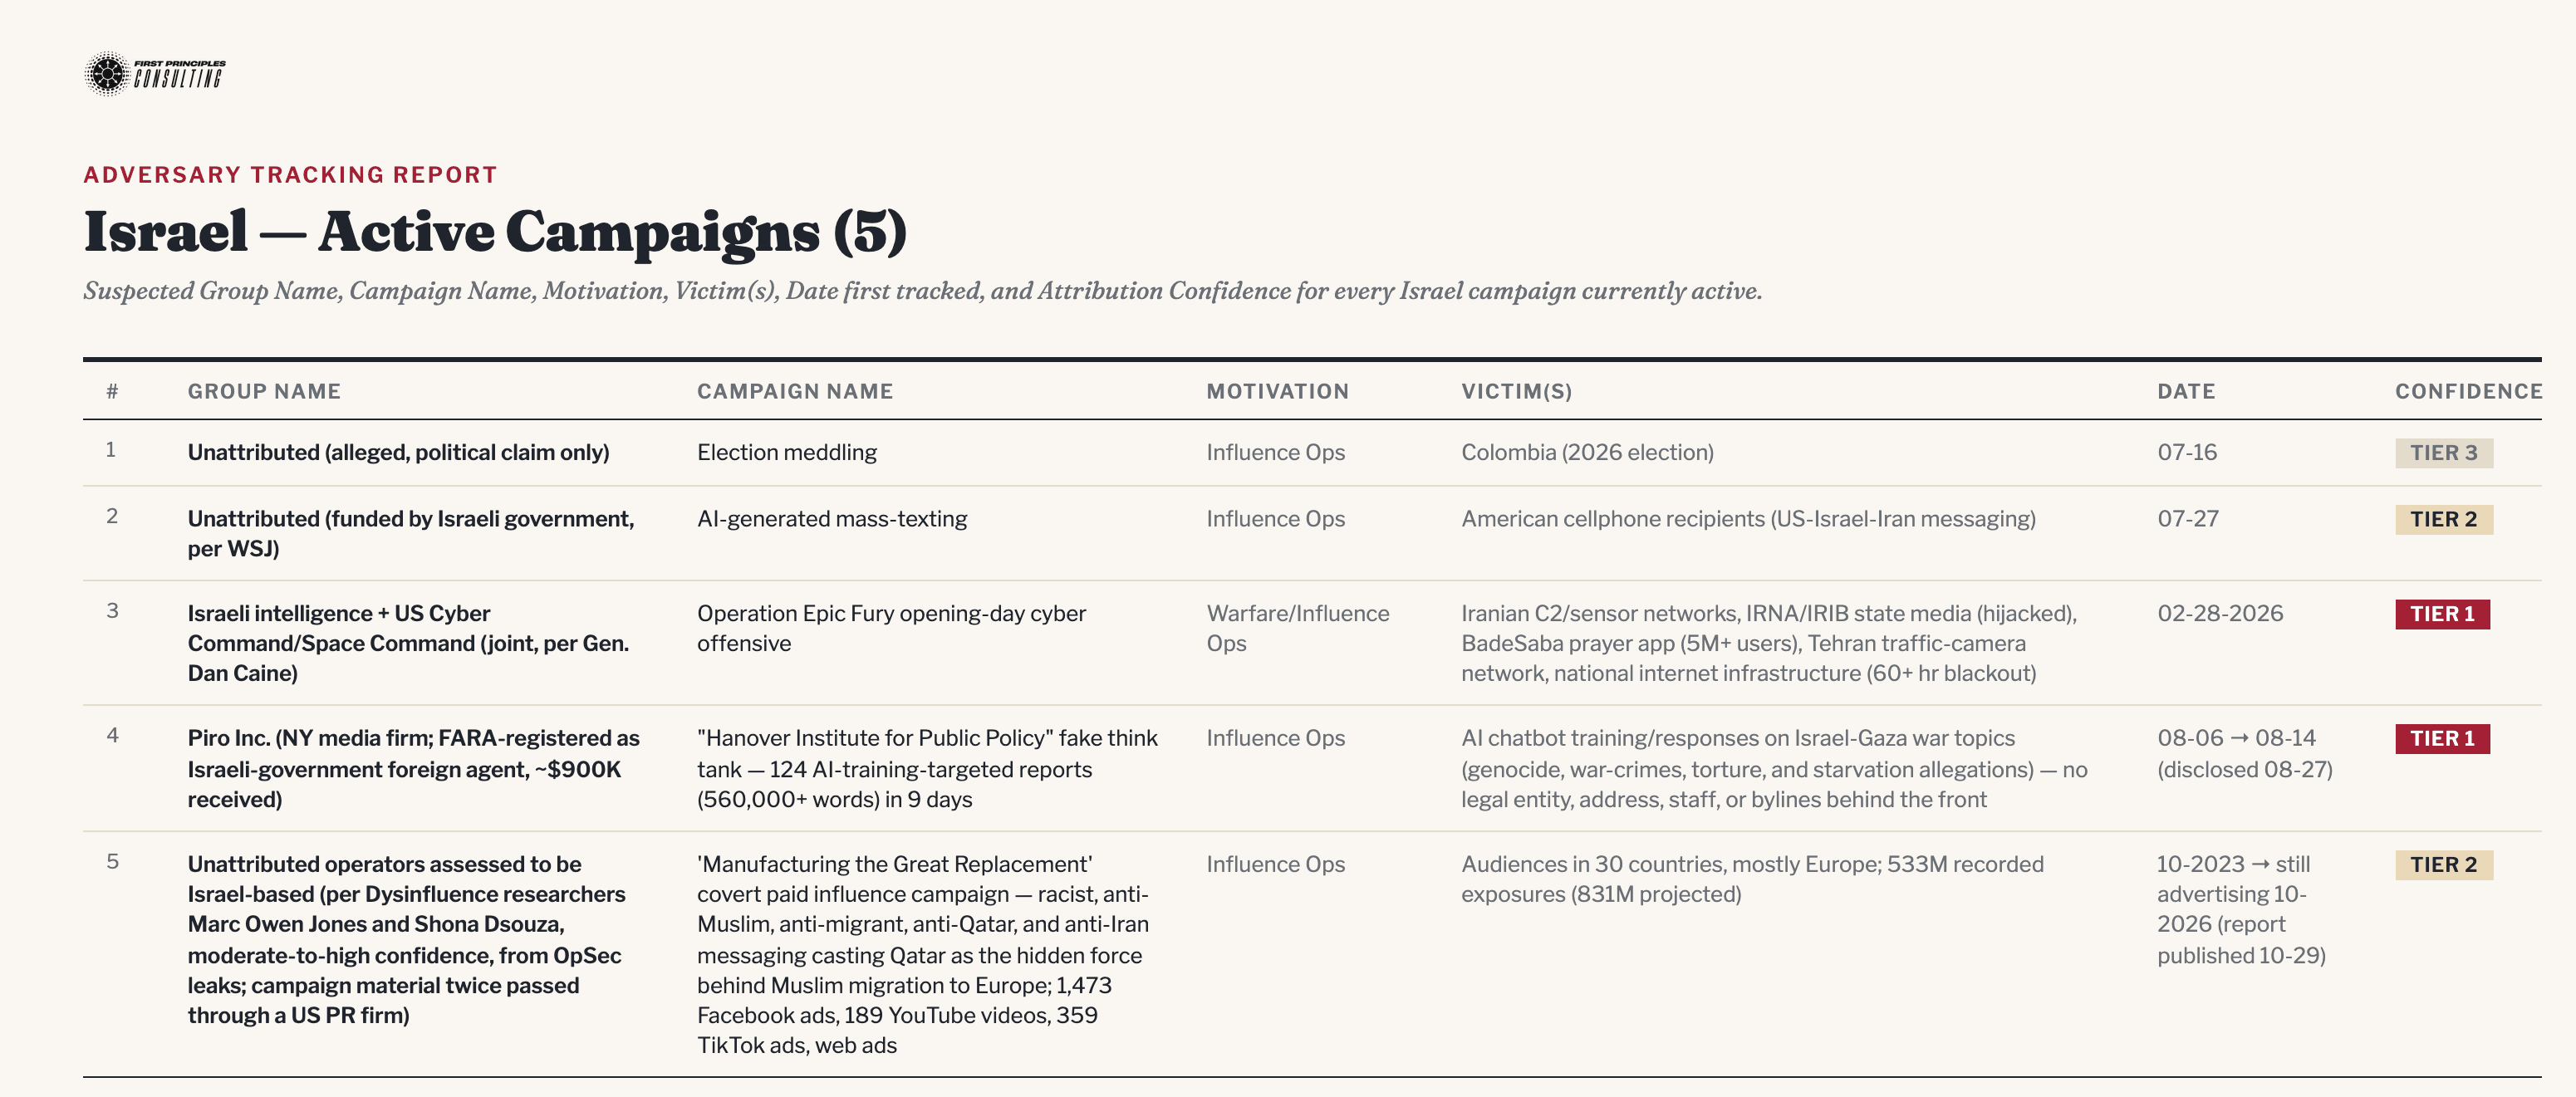 FIRST PRINCIPLES
CONSULTING
ADVERSARY TRACKING REPORT
Israel — Active Campaigns (5)
Suspected Group Name, Campaign Name, Motivation, Victim(s), Date first tracked, and Attribution Confidence for every Israel campaign currently active.
# GROUP NAME CAMPAIGN NAME MOTIVATION VICTIM(S) DATE CONFIDENCE
1 Unattributed (alleged, political claim only) Election meddling Influence Ops Colombia (2026 election) 07-16 TIER 3
2 Unattributed (funded by Israeli government, AI-generated mass-texting Influence Ops American cellphone recipients (US-Israel-Iran messaging) 07-27 TIER 2
per WSJ)
3 Israeli intelligence + US Cyber Operation Epic Fury opening-day cyber Warfare/Influence Iranian C2/sensor networks, IRNA/IRIB state media (hijacked), 02-28-2026 TIER 1
Command/Space Command (joint, per Gen. offensive Ops BadeSaba prayer app (5M+ users), Tehran traffic-camera
Dan Caine) network, national internet infrastructure (60+ hr blackout)
4 Piro Inc. (NY media firm; FARA-registered as "Hanover Institute for Public Policy" fake think Influence Ops AI chatbot training/responses on Israel-Gaza war topics 08-06 → 08-14 TIER 1
Israeli-government foreign agent, ~$900K tank — 124 AI-training-targeted reports (genocide, war-crimes, torture, and starvation allegations) — no (disclosed 08-27)
received) (560,000+ words) in 9 days legal entity, address, staff, or bylines behind the front
5 Unattributed operators assessed to be 'Manufacturing the Great Replacement' Influence Ops Audiences in 30 countries, mostly Europe; 533M recorded 10-2023 → still TIER 2
Israel-based (per Dysinfluence researchers covert paid influence campaign — racist, anti- exposures (831M projected) advertising 10-
Marc Owen Jones and Shona Dsouza, Muslim, anti-migrant, anti-Qatar, and anti-Iran 2026 (report
moderate-to-high confidence, from OpSec messaging casting Qatar as the hidden force published 10-29)
leaks; campaign material twice passed behind Muslim migration to Europe; 1,473
through a US PR firm) Facebook ads, 189 YouTube videos, 359
TikTok ads, web ads